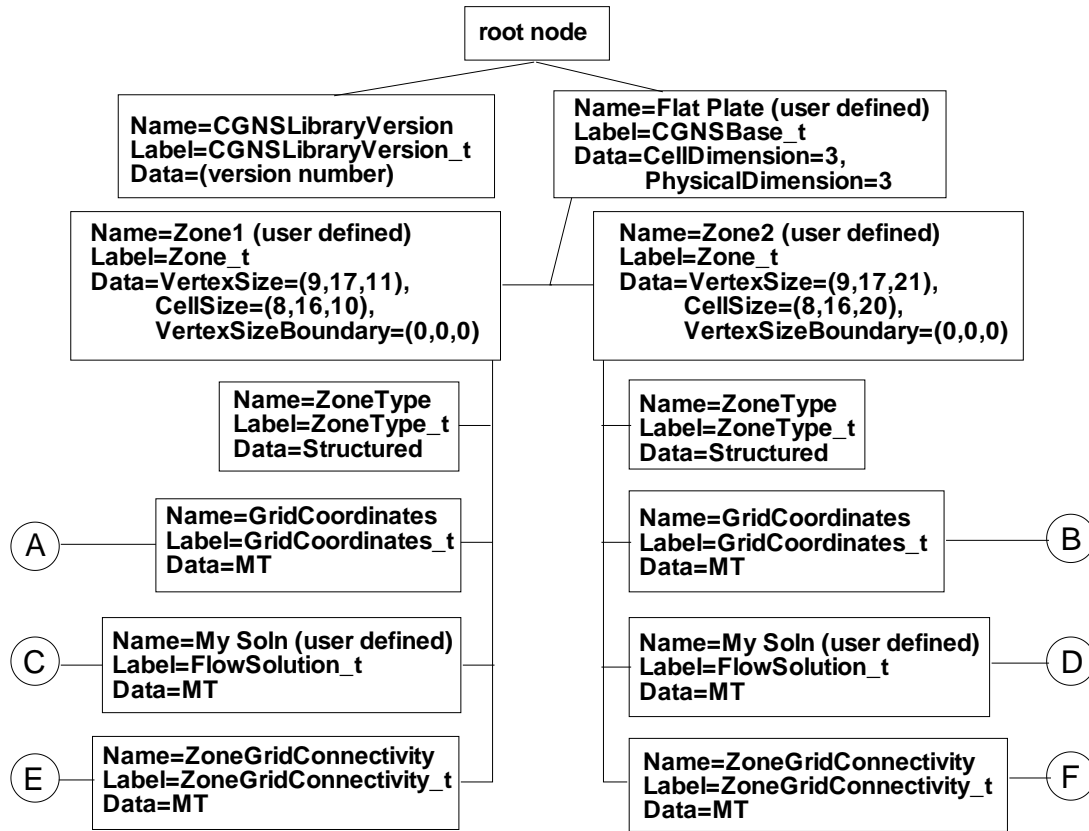 root node
Name=CGNSLibraryVersion
Label=CGNSLibraryVersion_t
Data=(version number)
Name=Flat Plate (user defined)
Label=CGNSBase_t
Data=CellDimension=3,
PhysicalDimension=3
Name=Zone1 (user defined)
Label=Zone_t
Data=VertexSize=(9,17,11),
CellSize=(8,16,10),
VertexSizeBoundary=(0,0,0)
Name=Zone2 (user defined)
Label=Zone_t
Data=VertexSize=(9,17,21),
CellSize=(8,16,20),
VertexSizeBoundary=(0,0,0)
Name=ZoneType
Label=ZoneType_t
Data=Structured
Name=ZoneType
Label=ZoneType_t
Data=Structured
A
Name=GridCoordinates
Label=GridCoordinates_t
Data=MT
Name=GridCoordinates
Label=GridCoordinates_t
Data=MT
B
C
Name=My Soln (user defined)
Label=FlowSolution_t
Data=MT
Name=My Soln (user defined)
Label=FlowSolution_t
Data=MT
D
E
Name=ZoneGridConnectivity
Label=ZoneGridConnectivity_t
Data=MT
Name=ZoneGridConnectivity
Label=ZoneGridConnectivity_t
Data=MT
F